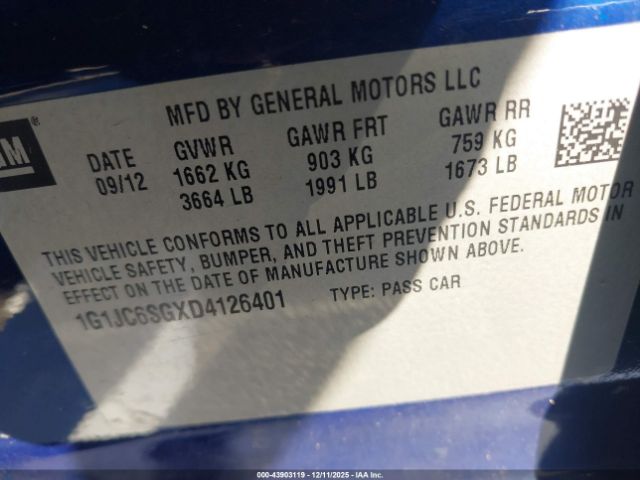 GM
MFD BY GENERAL MOTORS LLC
DATE GVWR GAWR FRT GAWR RR
09/12 1662 KG 903 KG 759 KG
3664 LB 1991 LB 1673 LB
THIS VEHICLE CONFORMS TO ALL APPLICABLE U.S. FEDERAL MOTOR
VEHICLE SAFETY, BUMPER, AND THEFT PREVENTION STANDARDS IN
EFFECT ON THE DATE OF MANUFACTURE SHOWN ABOVE.
1G1JC6SGXD4126401 TYPE: PASS CAR
© IAA 43903119 - 12/11/2025 - IAAI.COM